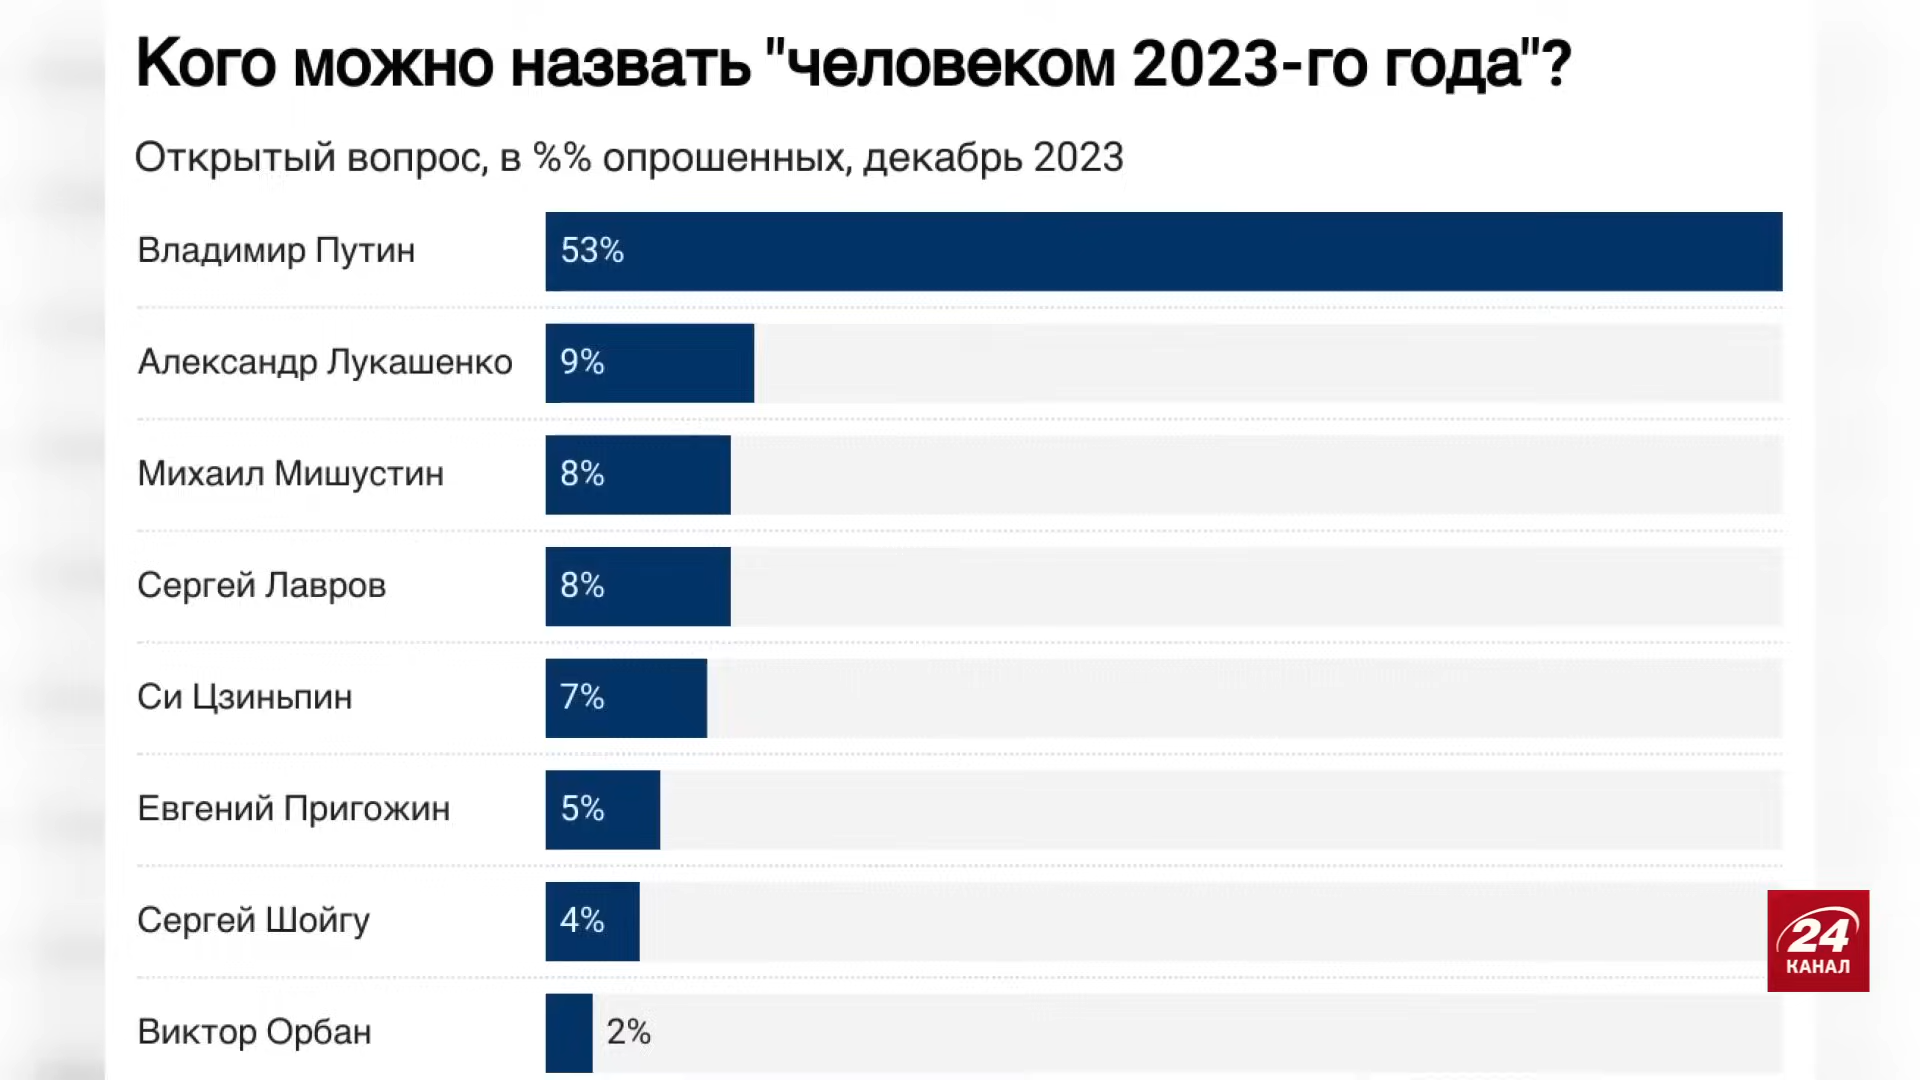 Кого можно назвать "человеком 2023-го года"?
Открытый вопрос, в %% опрошенных, декабрь 2023
Владимир Путин 53%
Александр Лукашенко 9%
Михаил Мишустин 8%
Сергей Лавров 8%
Си Цзиньпин 7%
Евгений Пригожин 5%
Сергей Шойгу 4%
24
КАНАЛ
Виктор Орбан 2%